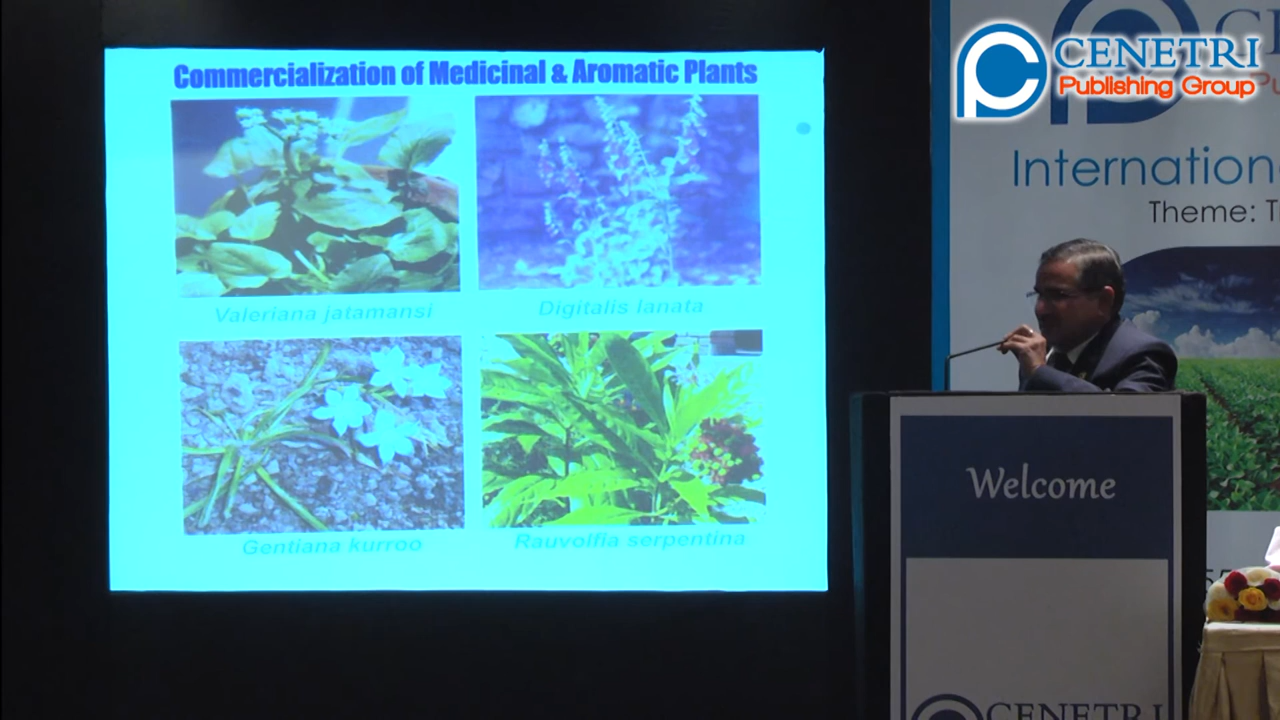 Commercialization of Medicinal & Aromatic Plants
Valeriana jatamansi
Digitalis lanata
Gentiana kurroo
Rauvolfia serpentina
CENETRI
Publishing Group
Internation
Theme: T
Welcome
CENETRI